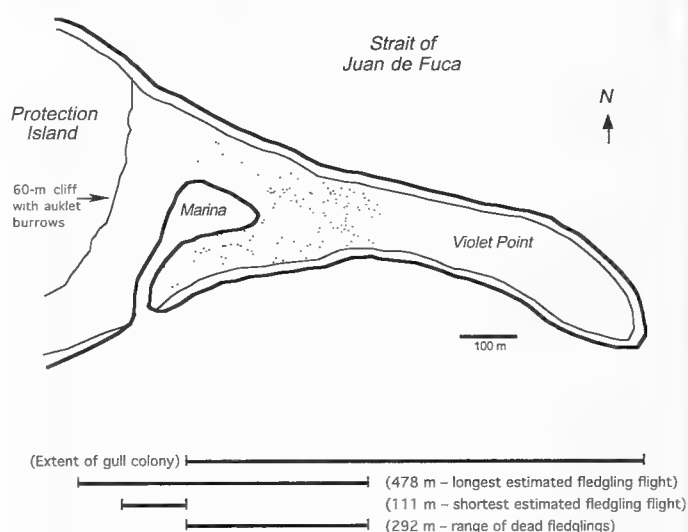 Strait of
Juan de Fuca
N
Protection
Island
60-m cliff
with auklet
burrows
Marina
Violet Point
100 m
(Extent of gull colony)
(478 m – longest estimated fledgling flight)
(111 m – shortest estimated fledgling flight)
(292 m – range of dead fledglings)